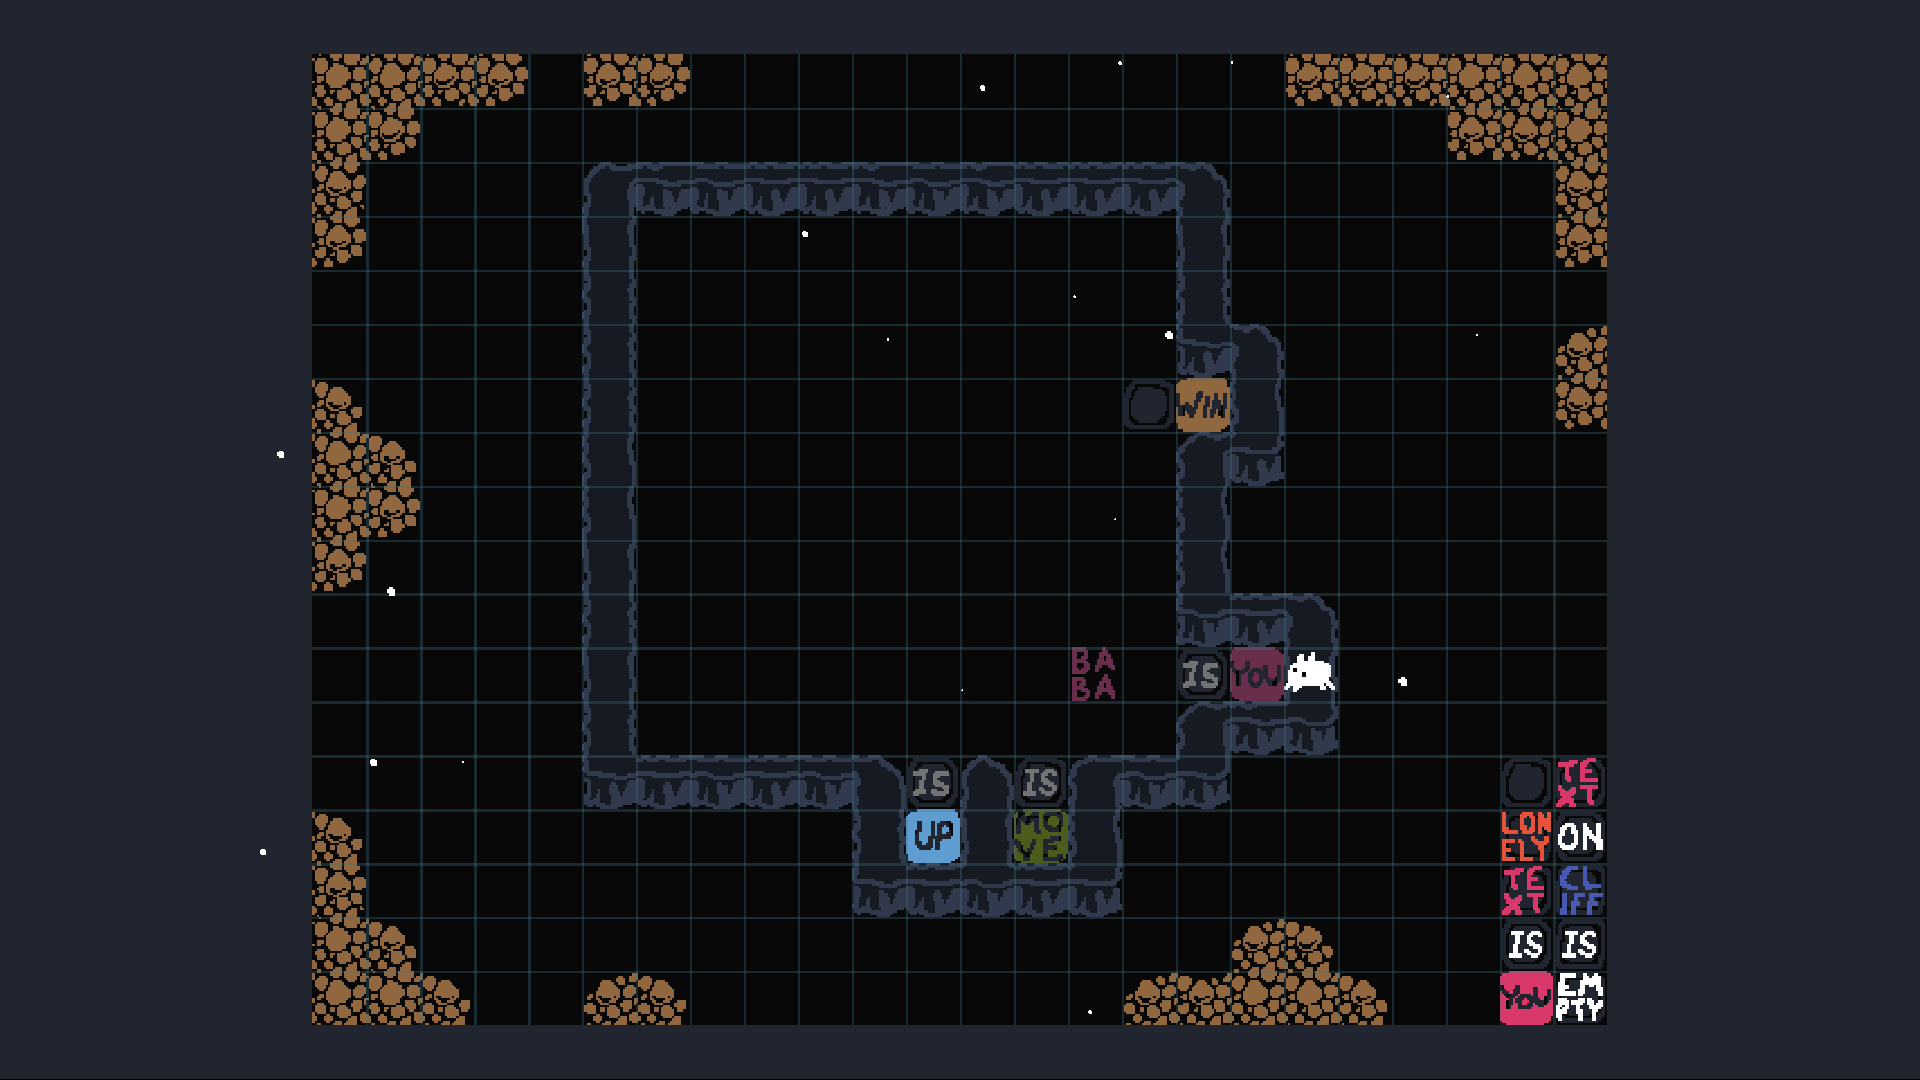 WIN
BABA IS YOU
IS IS
TEXT
UP MOVE
LONELY ON
TEXT CLIFF
IS IS
YOU EMPTY